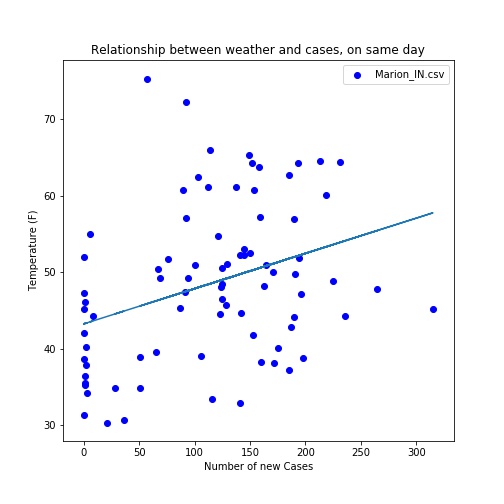 Relationship between weather and cases, on same day
Marion_IN.csv
Temperature (F)
70
60
50
40
30
0 50 100 150 200 250 300
Number of new Cases